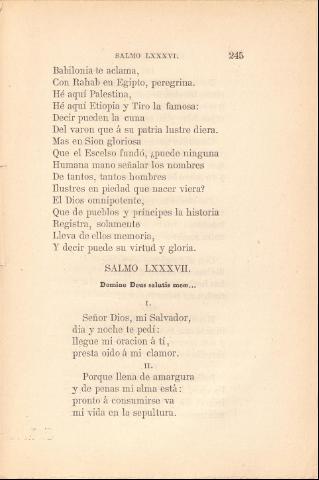 SALMO LXXXVI. 245
Babilonia te aclama,
Con Rahab en Egipto, peregrina.
Hé aquí Palestina,
Hé aquí Etiopia y Tiro la famosa:
Decir pueden la cuna
Del varon que á su patria lustre diera.
Mas en Sion gloriosa
Que el Escelso fundó, ¿puede ninguna
Humana mano señalar los nombres
De tantos, tantos hombres
Ilustres en piedad que nacer viera?
El Dios omnipotente,
Que de pueblos y príncipes la historia
Registra, solamente
Lleva de ellos memoria,
Y decir puede su virtud y gloria.
SALMO LXXXVII.
Domine Deus salutis meæ...
I.
Señor Dios, mi Salvador,
dia y noche te pedí:
llegue mi oracion á tí,
presta oido á mi clamor.
II.
Porque llena de amargura
y de penas mi alma está:
pronto á consumirse va
mi vida en la sepultura.